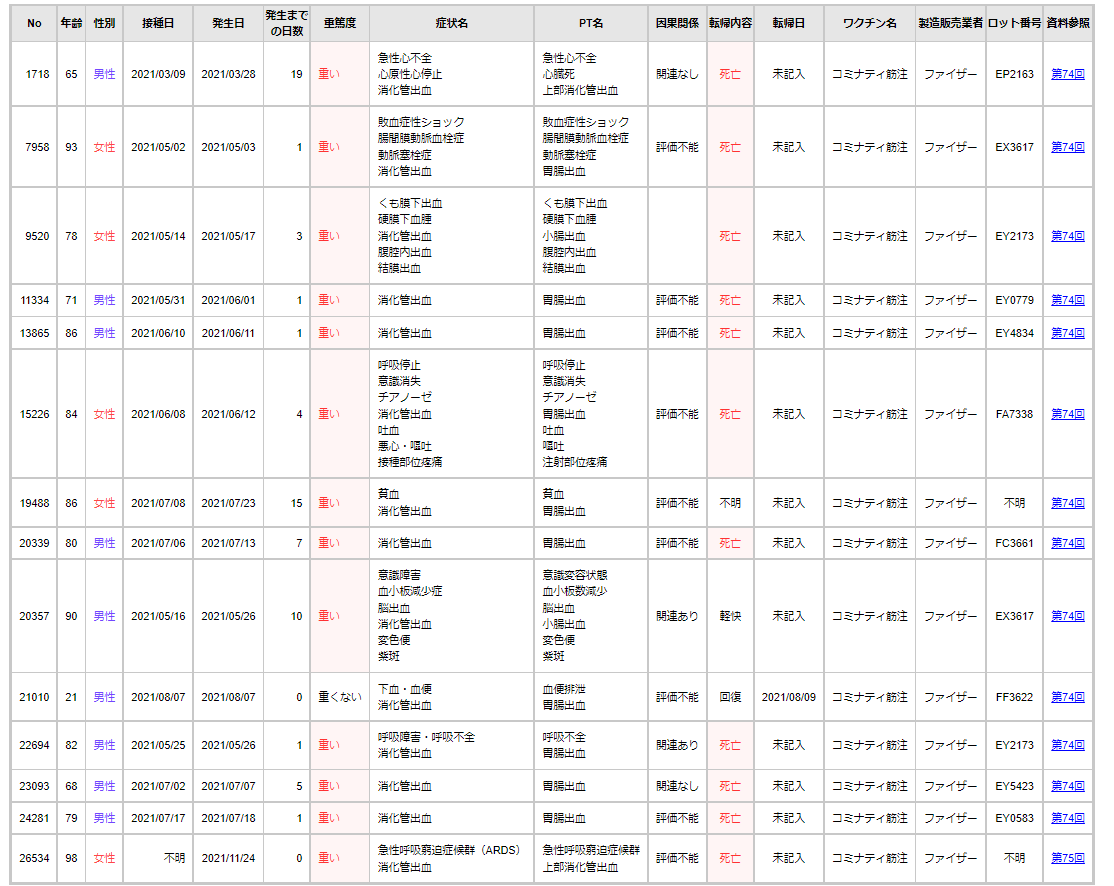 No 年齢 性別 接種日 発生日 発生まで
の日数 重篤度 症状名 PT名 因果関係 転帰内容 転帰日 ワクチン名 製造販売業者 ロット番号 資料参照
1718 65 男性 2021/03/09 2021/03/28 19 重い 急性心不全 急性心不全 関連なし 死亡 未記入 コミナティ筋注 ファイザー EP2163 第74回
心原性心停止 心臓死
消化管出血 上部消化管出血
7958 93 女性 2021/05/02 2021/05/03 1 重い 敗血症性ショック 敗血症性ショック 評価不能 死亡 未記入 コミナティ筋注 ファイザー EX3617 第74回
腸間膜動脈血栓症 腸間膜動脈血栓症
動脈塞栓症 動脈塞栓症
消化管出血 胃腸出血
9520 78 女性 2021/05/14 2021/05/17 3 重い くも膜下出血 くも膜下出血 死亡 未記入 コミナティ筋注 ファイザー EY2173 第74回
硬膜下血腫 硬膜下血腫
消化管出血 小腸出血
腹腔内出血 腹腔内出血
結膜出血 結膜出血
11334 71 男性 2021/05/31 2021/06/01 1 重い 消化管出血 胃腸出血 評価不能 死亡 未記入 コミナティ筋注 ファイザー EY0779 第74回
13865 86 男性 2021/06/10 2021/06/11 1 重い 消化管出血 胃腸出血 評価不能 死亡 未記入 コミナティ筋注 ファイザー EY4834 第74回
15226 84 女性 2021/06/08 2021/06/12 4 重い 呼吸停止 呼吸停止 評価不能 死亡 未記入 コミナティ筋注 ファイザー FA7338 第74回
意識消失 意識消失
チアノーゼ チアノーゼ
消化管出血 胃腸出血
吐血 吐血
悪心・嘔吐 嘔吐
接種部位疼痛 注射部位疼痛
19488 86 女性 2021/07/08 2021/07/23 15 重い 貧血 貧血 評価不能 不明 未記入 コミナティ筋注 ファイザー 不明 第74回
消化管出血 胃腸出血
20339 80 男性 2021/07/06 2021/07/13 7 重い 消化管出血 胃腸出血 評価不能 死亡 未記入 コミナティ筋注 ファイザー FC3661 第74回
20357 90 男性 2021/05/16 2021/05/26 10 重い 意識障害 意識変容状態 関連あり 軽快 未記入 コミナティ筋注 ファイザー EX3617 第74回
血小板減少症 血小板数減少
脳出血 脳出血
消化管出血 小腸出血
変色便 変色便
紫斑 紫斑
21010 21 男性 2021/08/07 2021/08/07 0 重くない 下血・血便 血便排泄 評価不能 回復 2021/08/09 コミナティ筋注 ファイザー FF3622 第74回
消化管出血 胃腸出血
22694 82 男性 2021/05/25 2021/05/26 1 重い 呼吸障害・呼吸不全 呼吸不全 関連あり 死亡 未記入 コミナティ筋注 ファイザー EY2173 第74回
消化管出血 胃腸出血
23093 68 男性 2021/07/02 2021/07/07 5 重い 消化管出血 胃腸出血 関連なし 死亡 未記入 コミナティ筋注 ファイザー EY5423 第74回
24281 79 男性 2021/07/17 2021/07/18 1 重い 消化管出血 胃腸出血 評価不能 死亡 未記入 コミナティ筋注 ファイザー EY0583 第74回
26534 98 女性 不明 2021/11/24 0 重い 急性呼吸窮迫症候群（ARDS） 急性呼吸窮迫症候群 評価不能 死亡 未記入 コミナティ筋注 ファイザー 不明 第75回
消化管出血 上部消化管出血